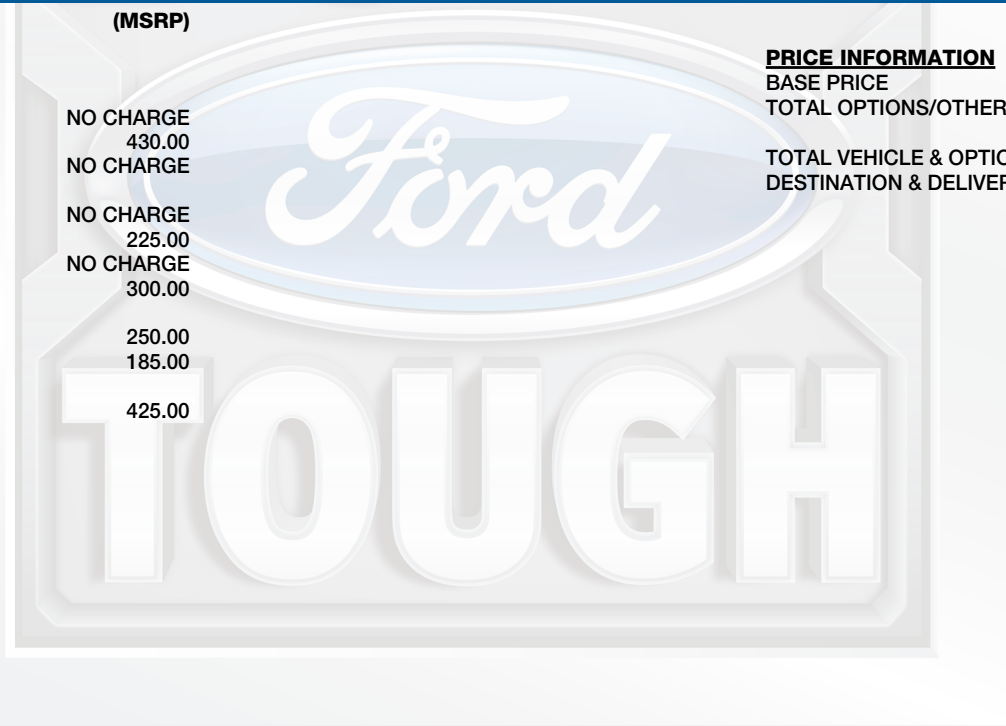 (MSRP)
NO CHARGE
430.00
NO CHARGE
NO CHARGE
225.00
NO CHARGE
300.00
250.00
185.00
425.00
PRICE INFORMATION
BASE PRICE
TOTAL OPTIONS/OTHER
TOTAL VEHICLE & OPTIO
DESTINATION & DELIVER
Ford
TOUGH